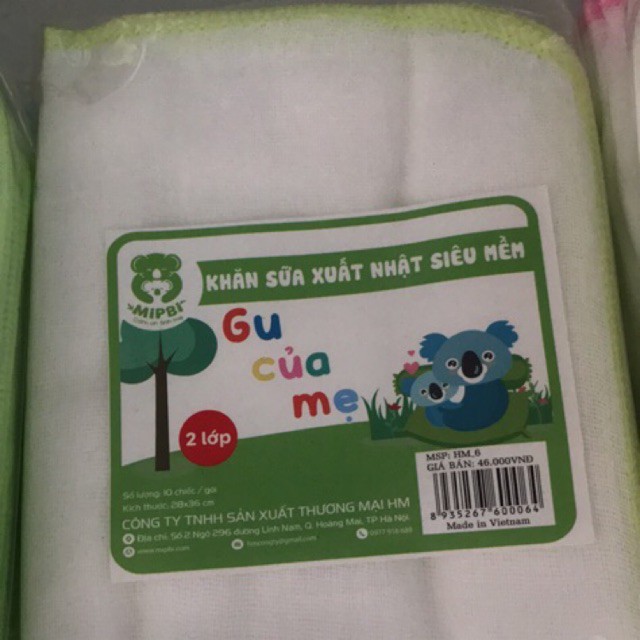 KHĂN SỮA XUẤT NHẬT SIÊU MỀM
MIPBI
Gu
của
mẹ
2 lớp
MSP: HM_6
GIÁ BÁN: 46.000VNĐ
8 935267 600064
Made in Vietnam
Số lượng: 10 chiếc / gói
Kích thước: 28x36 cm
CÔNG TY TNHH SẢN XUẤT THƯƠNG MẠI HM
Địa chỉ: Số 2 Ngõ 296 đường Lĩnh Nam, Q. Hoàng Mai, TP Hà Nội.